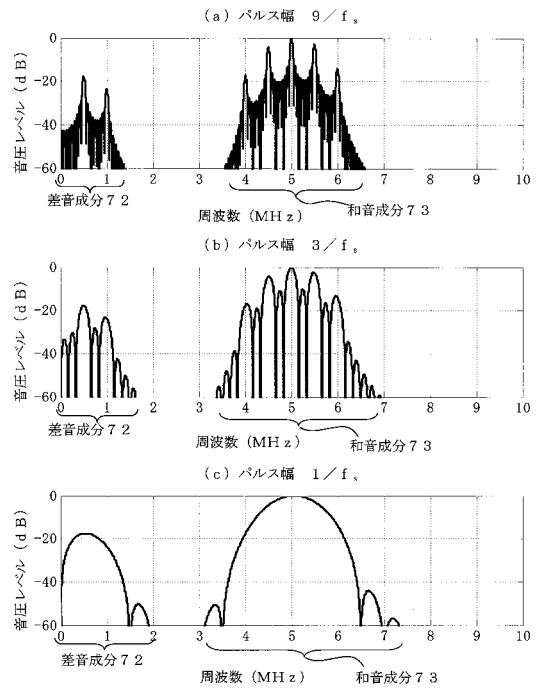 (a) パルス幅 9/fₛ
音圧レベル(dB)
0
-20
-40
-60
0 1 2 3 4 5 6 7 8 9 10
差音成分72
周波数(MHz)
和音成分73
(b) パルス幅 3/fₛ
音圧レベル(dB)
0
-20
-40
-60
0 1 2 3 4 5 6 7 8 9 10
差音成分72
周波数(MHz)
和音成分73
(c) パルス幅 1/fₛ
音圧レベル(dB)
0
-20
-40
-60
0 1 2 3 4 5 6 7 8 9 10
差音成分72
周波数(MHz)
和音成分73